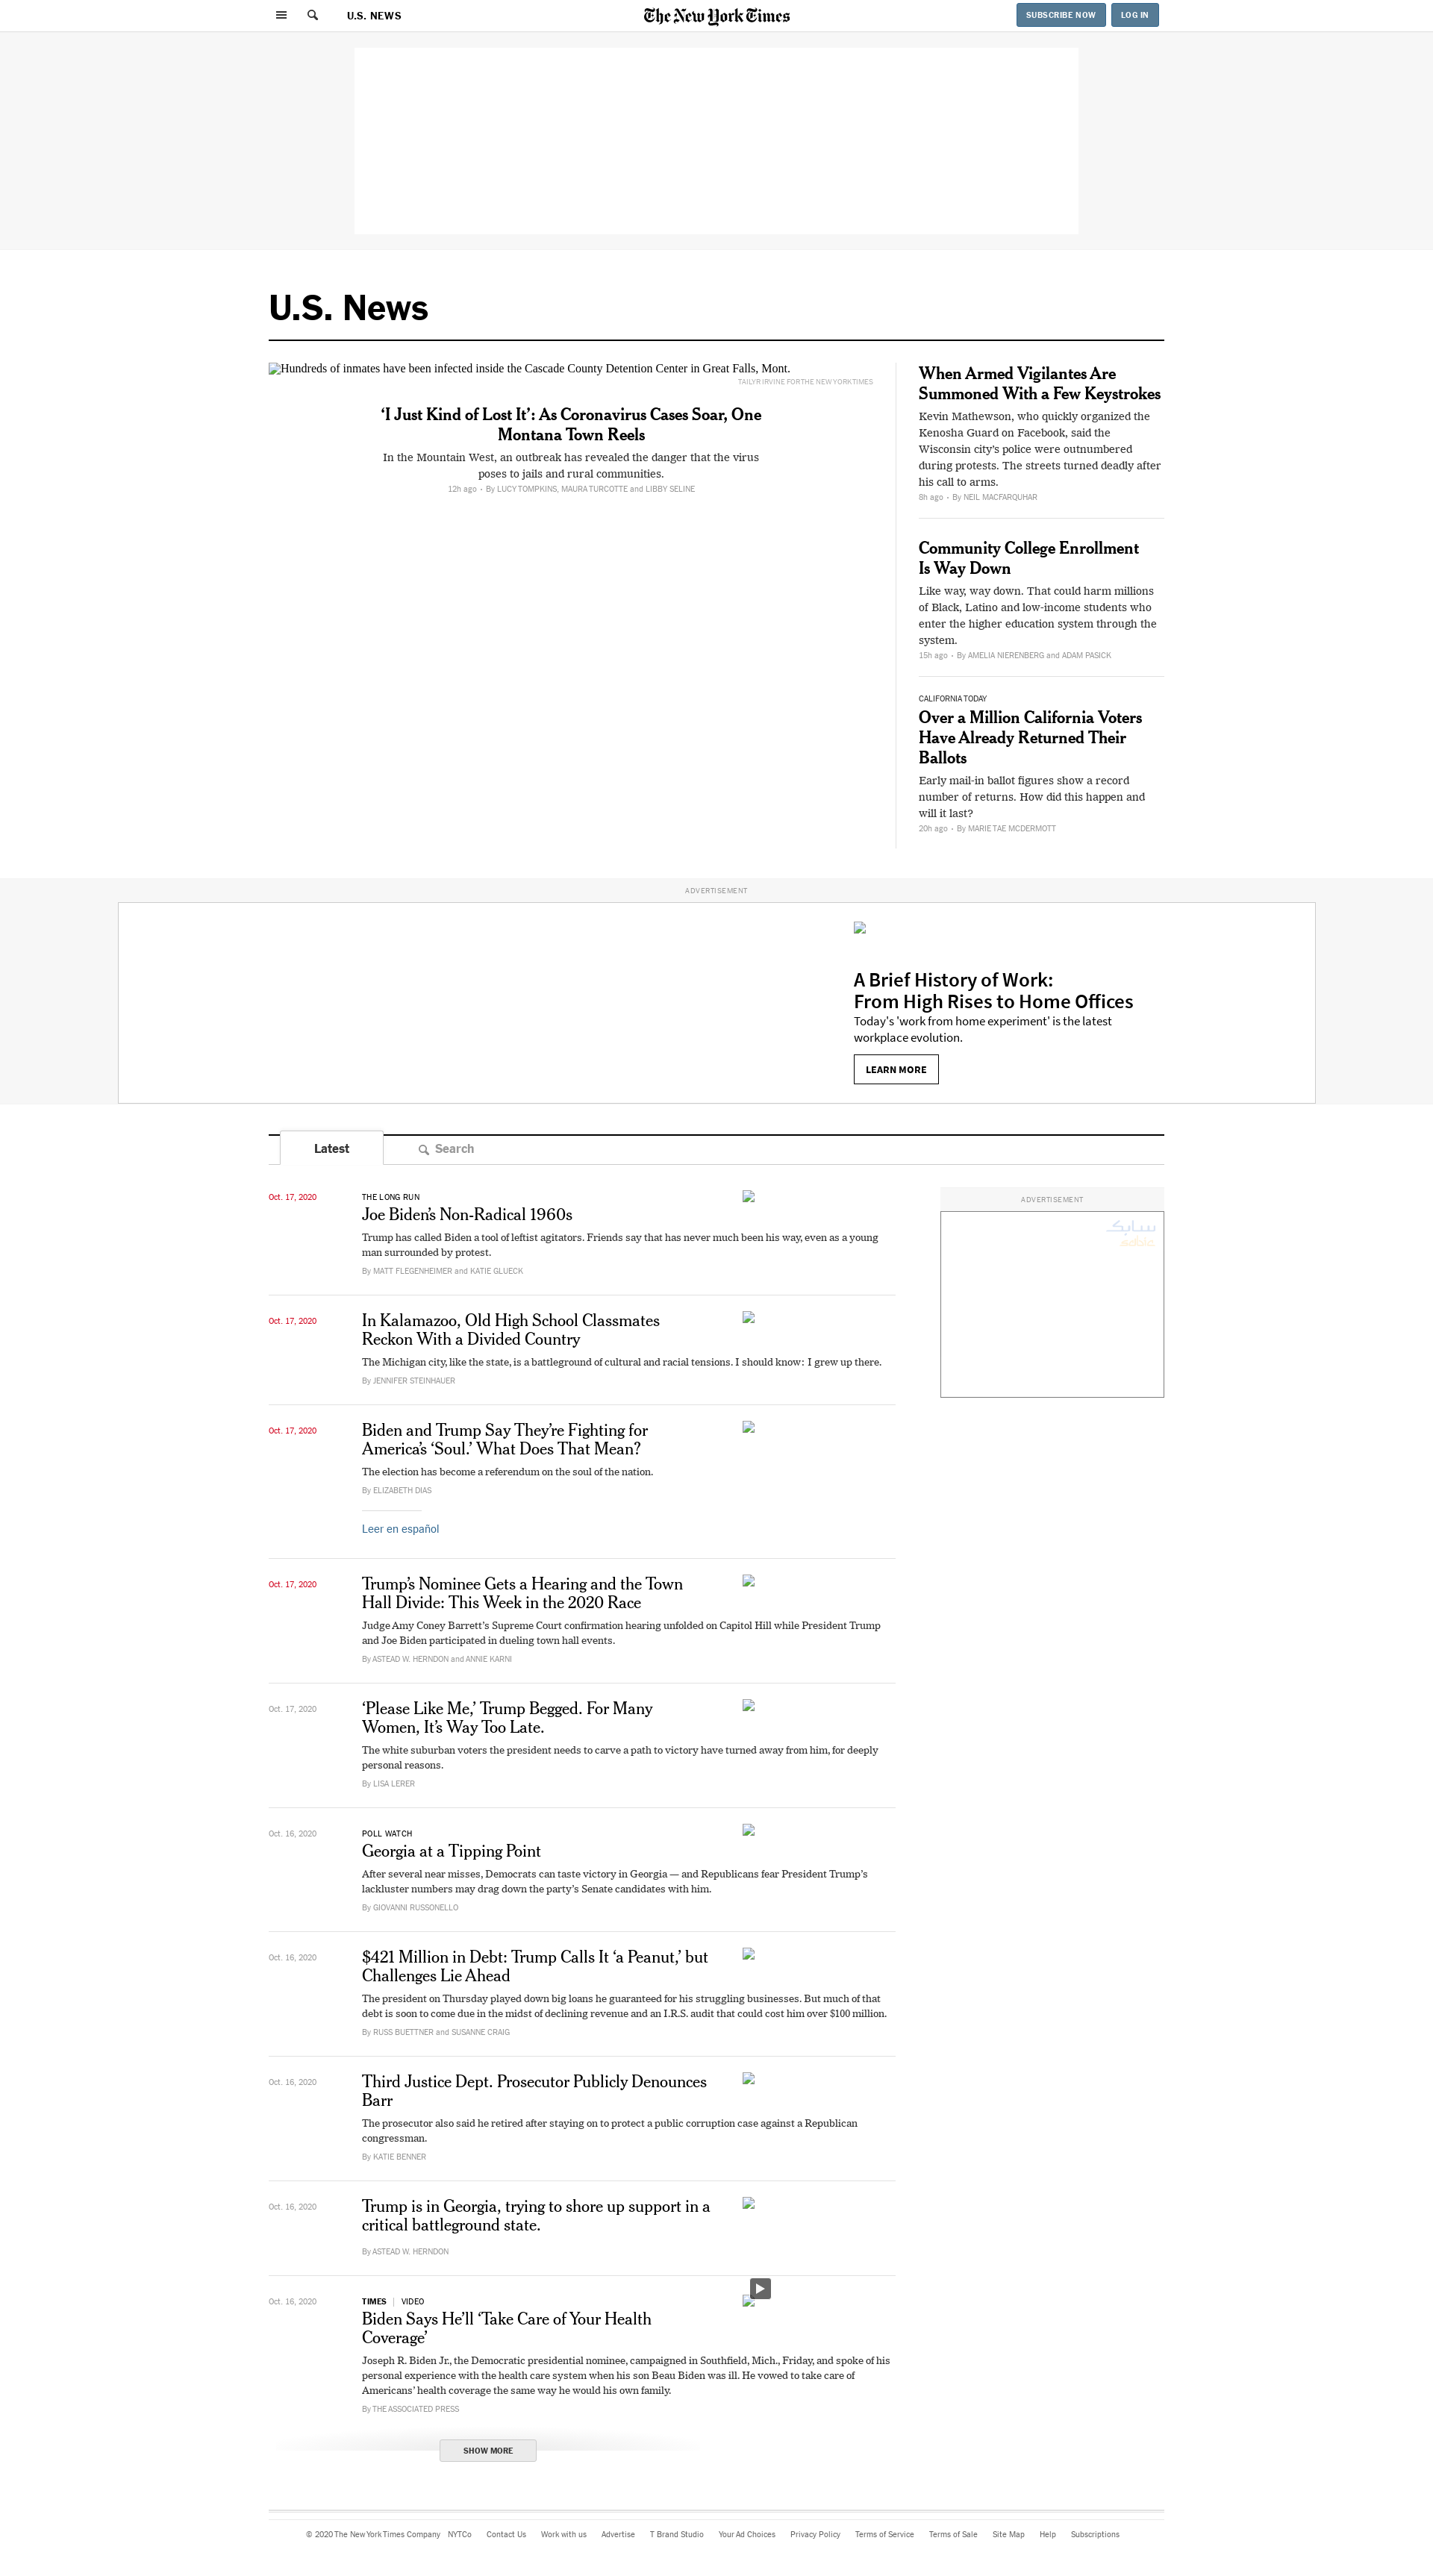 U.S. NEWS
The New York Times
SUBSCRIBE NOW
LOG IN
U.S. News
Hundreds of inmates have been infected inside the Cascade County Detention Center in Great Falls, Mont.
TAILYR IRVINE FOR THE NEW YORK TIMES
‘I Just Kind of Lost It’: As Coronavirus Cases Soar, One
Montana Town Reels
In the Mountain West, an outbreak has revealed the danger that the virus
poses to jails and rural communities.
12h ago • By LUCY TOMPKINS, MAURA TURCOTTE and LIBBY SELINE
When Armed Vigilantes Are
Summoned With a Few Keystrokes
Kevin Mathewson, who quickly organized the
Kenosha Guard on Facebook, said the
Wisconsin city’s police were outnumbered
during protests. The streets turned deadly after
his call to arms.
8h ago • By NEIL MACFARQUHAR
Community College Enrollment
Is Way Down
Like way, way down. That could harm millions
of Black, Latino and low-income students who
enter the higher education system through the
system.
15h ago • By AMELIA NIERENBERG and ADAM PASICK
CALIFORNIA TODAY
Over a Million California Voters
Have Already Returned Their
Ballots
Early mail-in ballot figures show a record
number of returns. How did this happen and
will it last?
20h ago • By MARIE TAE MCDERMOTT
ADVERTISEMENT
A Brief History of Work:
From High Rises to Home Offices
Today's 'work from home experiment' is the latest
workplace evolution.
LEARN MORE
Latest
Search
Oct. 17, 2020
THE LONG RUN
Joe Biden’s Non-Radical 1960s
Trump has called Biden a tool of leftist agitators. Friends say that has never much been his way, even as a young
man surrounded by protest.
By MATT FLEGENHEIMER and KATIE GLUECK
ADVERTISEMENT
سابك
sabic
Oct. 17, 2020
In Kalamazoo, Old High School Classmates
Reckon With a Divided Country
The Michigan city, like the state, is a battleground of cultural and racial tensions. I should know: I grew up there.
By JENNIFER STEINHAUER
Oct. 17, 2020
Biden and Trump Say They’re Fighting for
America’s ‘Soul.’ What Does That Mean?
The election has become a referendum on the soul of the nation.
By ELIZABETH DIAS
Leer en español
Oct. 17, 2020
Trump’s Nominee Gets a Hearing and the Town
Hall Divide: This Week in the 2020 Race
Judge Amy Coney Barrett’s Supreme Court confirmation hearing unfolded on Capitol Hill while President Trump
and Joe Biden participated in dueling town hall events.
By ASTEAD W. HERNDON and ANNIE KARNI
Oct. 17, 2020
‘Please Like Me,’ Trump Begged. For Many
Women, It’s Way Too Late.
The white suburban voters the president needs to carve a path to victory have turned away from him, for deeply
personal reasons.
By LISA LERER
Oct. 16, 2020
POLL WATCH
Georgia at a Tipping Point
After several near misses, Democrats can taste victory in Georgia — and Republicans fear President Trump’s
lackluster numbers may drag down the party’s Senate candidates with him.
By GIOVANNI RUSSONELLO
Oct. 16, 2020
$421 Million in Debt: Trump Calls It ‘a Peanut,’ but
Challenges Lie Ahead
The president on Thursday played down big loans he guaranteed for his struggling businesses. But much of that
debt is soon to come due in the midst of declining revenue and an I.R.S. audit that could cost him over $100 million.
By RUSS BUETTNER and SUSANNE CRAIG
Oct. 16, 2020
Third Justice Dept. Prosecutor Publicly Denounces
Barr
The prosecutor also said he retired after staying on to protect a public corruption case against a Republican
congressman.
By KATIE BENNER
Oct. 16, 2020
Trump is in Georgia, trying to shore up support in a
critical battleground state.
By ASTEAD W. HERNDON
Oct. 16, 2020
TIMES | VIDEO
Biden Says He’ll ‘Take Care of Your Health
Coverage’
Joseph R. Biden Jr., the Democratic presidential nominee, campaigned in Southfield, Mich., Friday, and spoke of his
personal experience with the health care system when his son Beau Biden was ill. He vowed to take care of
Americans’ health coverage the same way he would his own family.
By THE ASSOCIATED PRESS
SHOW MORE
© 2020 The New York Times Company NYTCo Contact Us Work with us Advertise T Brand Studio Your Ad Choices Privacy Policy Terms of Service Terms of Sale Site Map Help Subscriptions